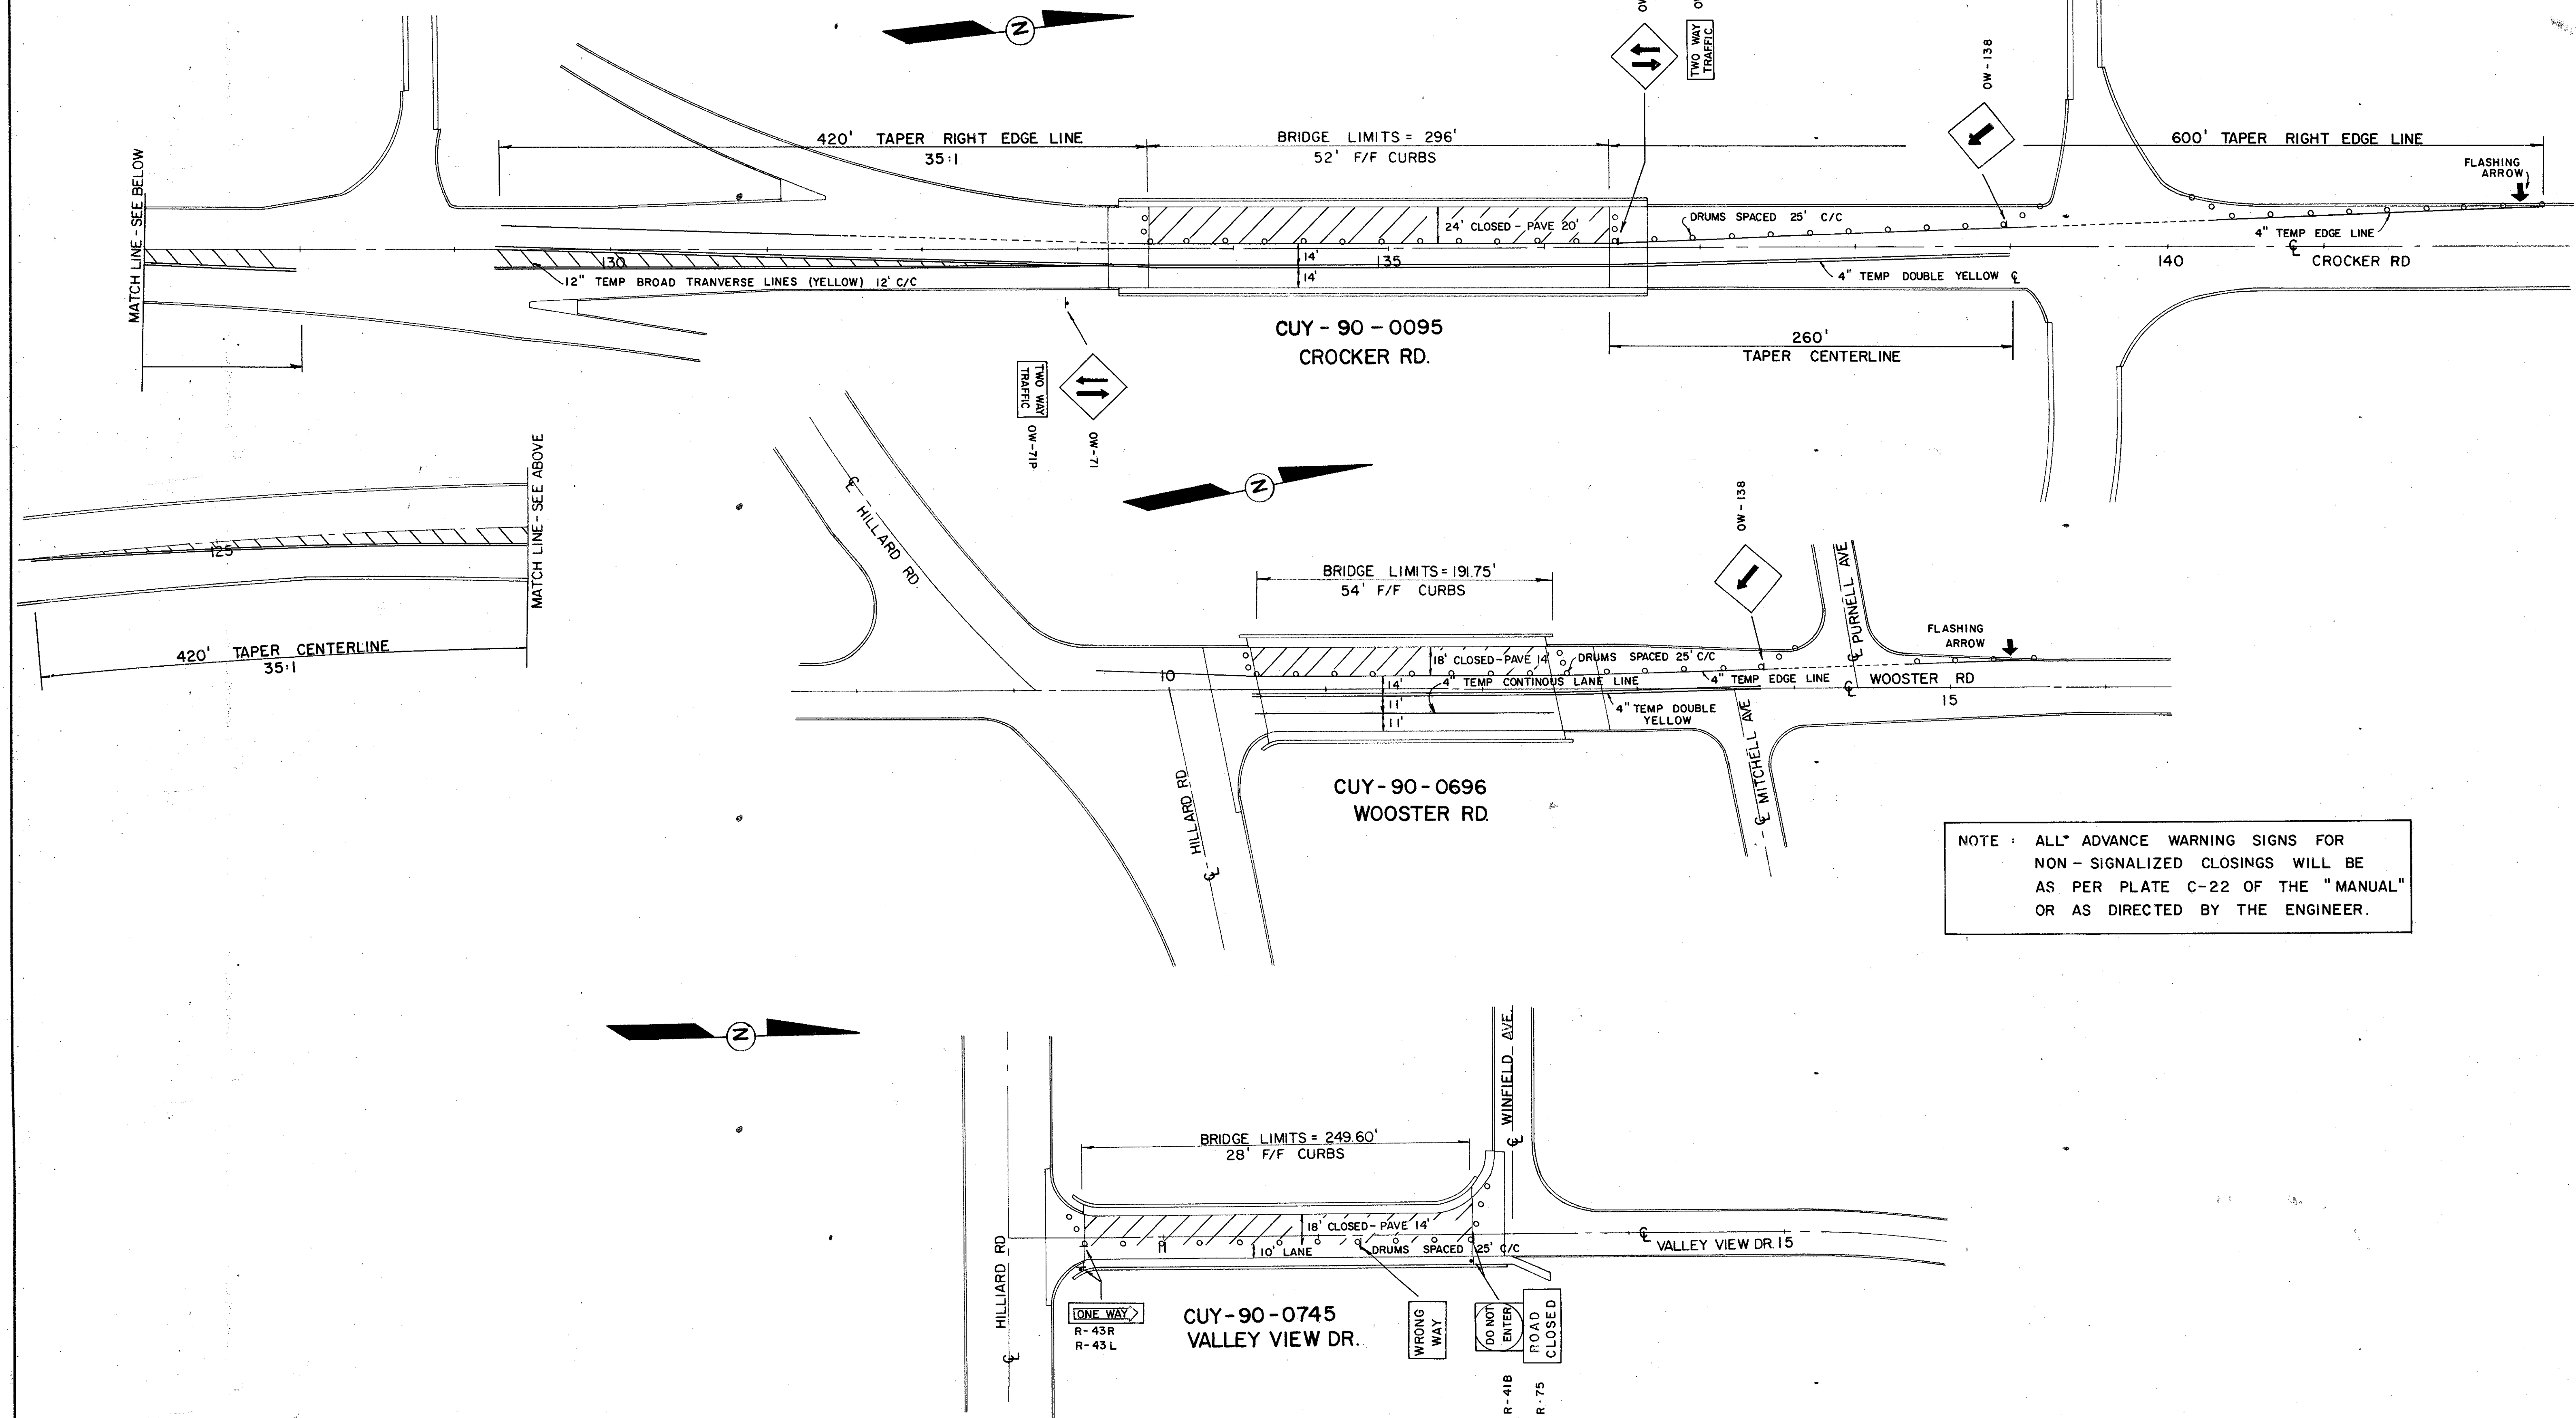 N
OW-138
TWO WAY
TRAFFIC
420' TAPER RIGHT EDGE LINE
35:1
BRIDGE LIMITS = 296'
52' F/F CURBS
600' TAPER RIGHT EDGE LINE
FLASHING
ARROW
MATCH LINE - SEE BELOW
24' CLOSED - PAVE 20'
DRUMS SPACED 25' C/C
4" TEMP EDGE LINE
130
14'
135
140
℄
CROCKER RD
12" TEMP BROAD TRANVERSE LINES (YELLOW) 12' C/C
14'
4" TEMP DOUBLE YELLOW ℄
CUY - 90 - 0095
CROCKER RD.
260'
TAPER CENTERLINE
TWO WAY
TRAFFIC
OW-71P
OW-71
MATCH LINE - SEE ABOVE
125
420' TAPER CENTERLINE
35:1
N
℄ HILLARD RD
OW-138
BRIDGE LIMITS = 191.75'
54' F/F CURBS
℄ PURNELL AVE
FLASHING
ARROW
18' CLOSED - PAVE 14'
DRUMS SPACED 25' C/C
10
14'
4" TEMP CONTINOUS LANE LINE
4" TEMP EDGE LINE
℄
WOOSTER RD
15
11'
11'
4" TEMP DOUBLE
YELLOW
℄ MITCHELL AVE
℄ HILLARD RD
CUY-90-0696
WOOSTER RD.
NOTE : ALL ADVANCE WARNING SIGNS FOR
NON - SIGNALIZED CLOSINGS WILL BE
AS PER PLATE C-22 OF THE "MANUAL"
OR AS DIRECTED BY THE ENGINEER.
N
℄ WINFIELD AVE.
BRIDGE LIMITS = 249.60'
28' F/F CURBS
18' CLOSED - PAVE 14'
10' LANE
DRUMS SPACED 25' C/C
℄ VALLEY VIEW DR. 15
℄ HILLIARD RD
ONE WAY
R-43R
R-43L
CUY-90-0745
VALLEY VIEW DR.
WRONG
WAY
DO NOT
ENTER
ROAD
CLOSED
R-41B
R-75